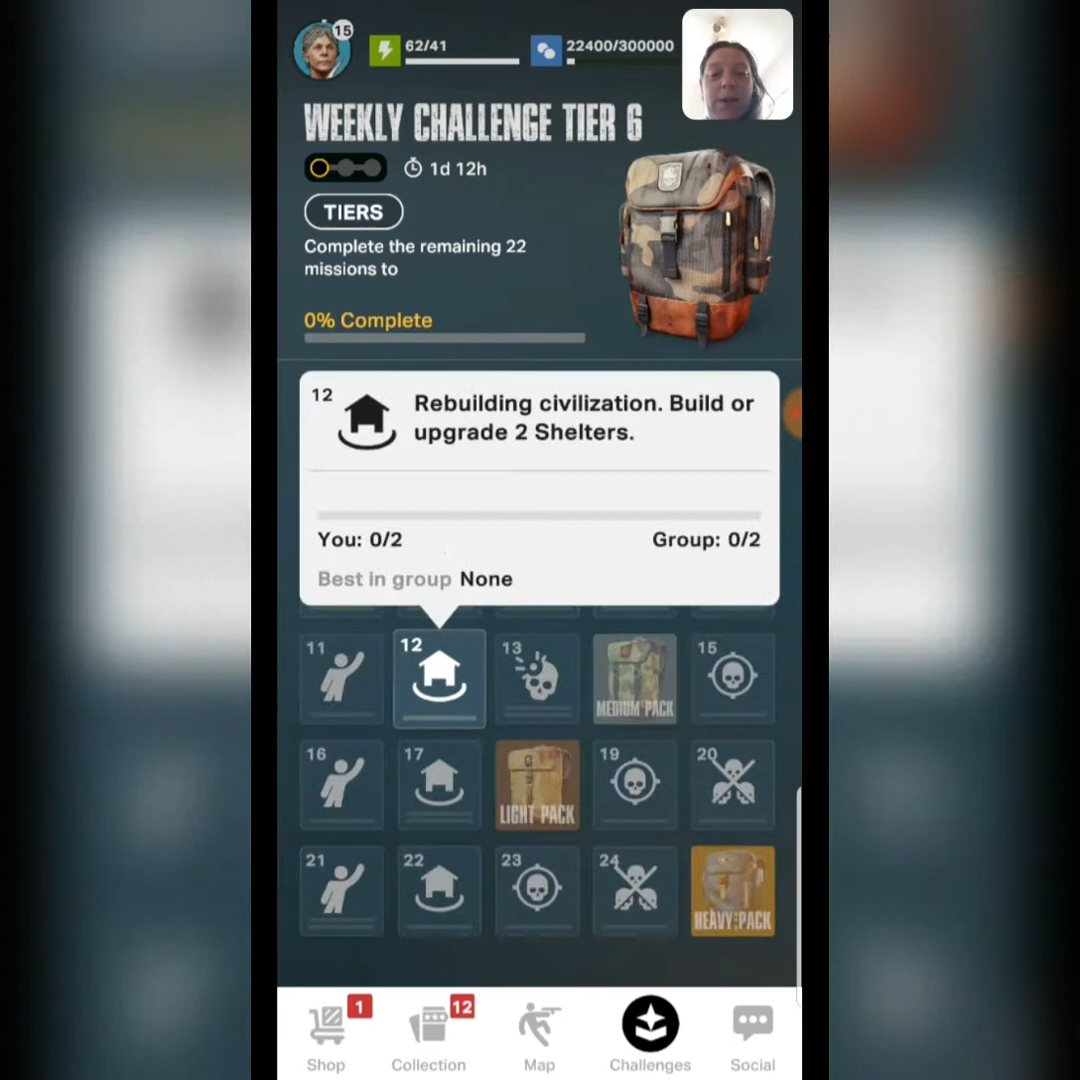 15
62/41
22400/300000
WEEKLY CHALLENGE TIER 6
1d 12h
TIERS
Complete the remaining 22
missions to
0% Complete
12
Rebuilding civilization. Build or
upgrade 2 Shelters.
You: 0/2
Group: 0/2
Best in group None
11
12
13
MEDIUM PACK
15
16
17
LIGHT PACK
19
20
21
22
23
24
HEAVY PACK
1
12
Shop
Collection
Map
Challenges
Social